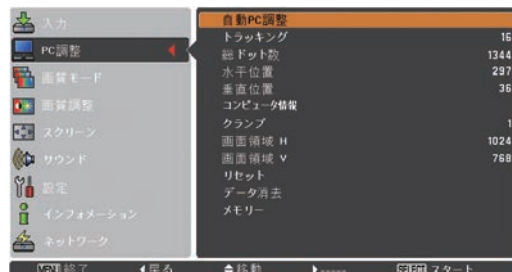 入力
PC調整
画質モード
画質調整
スクリーン
サウンド
設定
インフォメーション
ネットワーク
自動PC調整
トラッキング 16
総ドット数 1344
水平位置 297
垂直位置 36
コンピュータ情報
クランプ 1
画面領域 H 1024
画面領域 V 768
リセット
データ消去
メモリー
MENU 終了 戻る 移動 ----- SELECT スタート